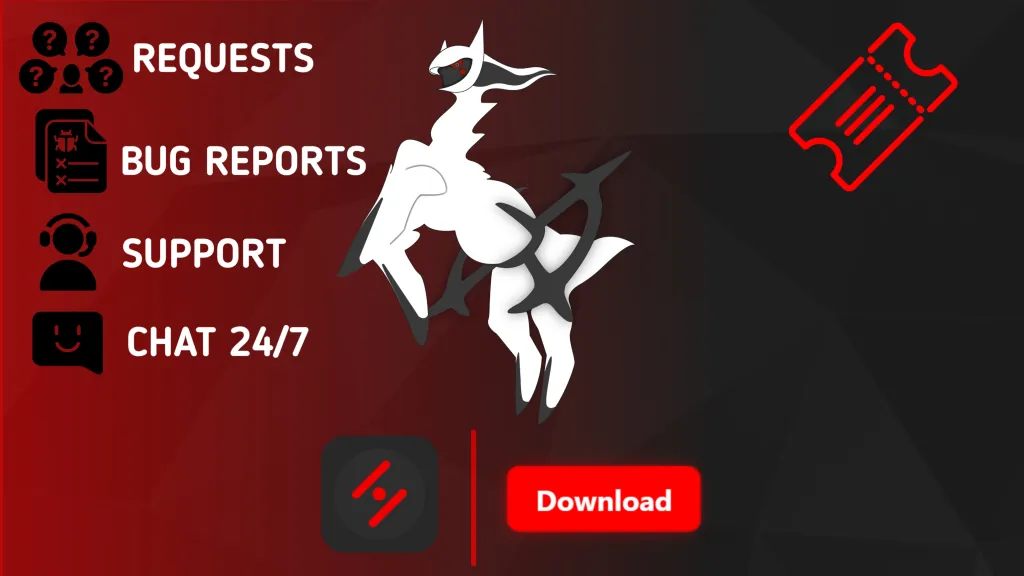 ? ?
? ?
REQUESTS
BUG REPORTS
SUPPORT
CHAT 24/7
Download